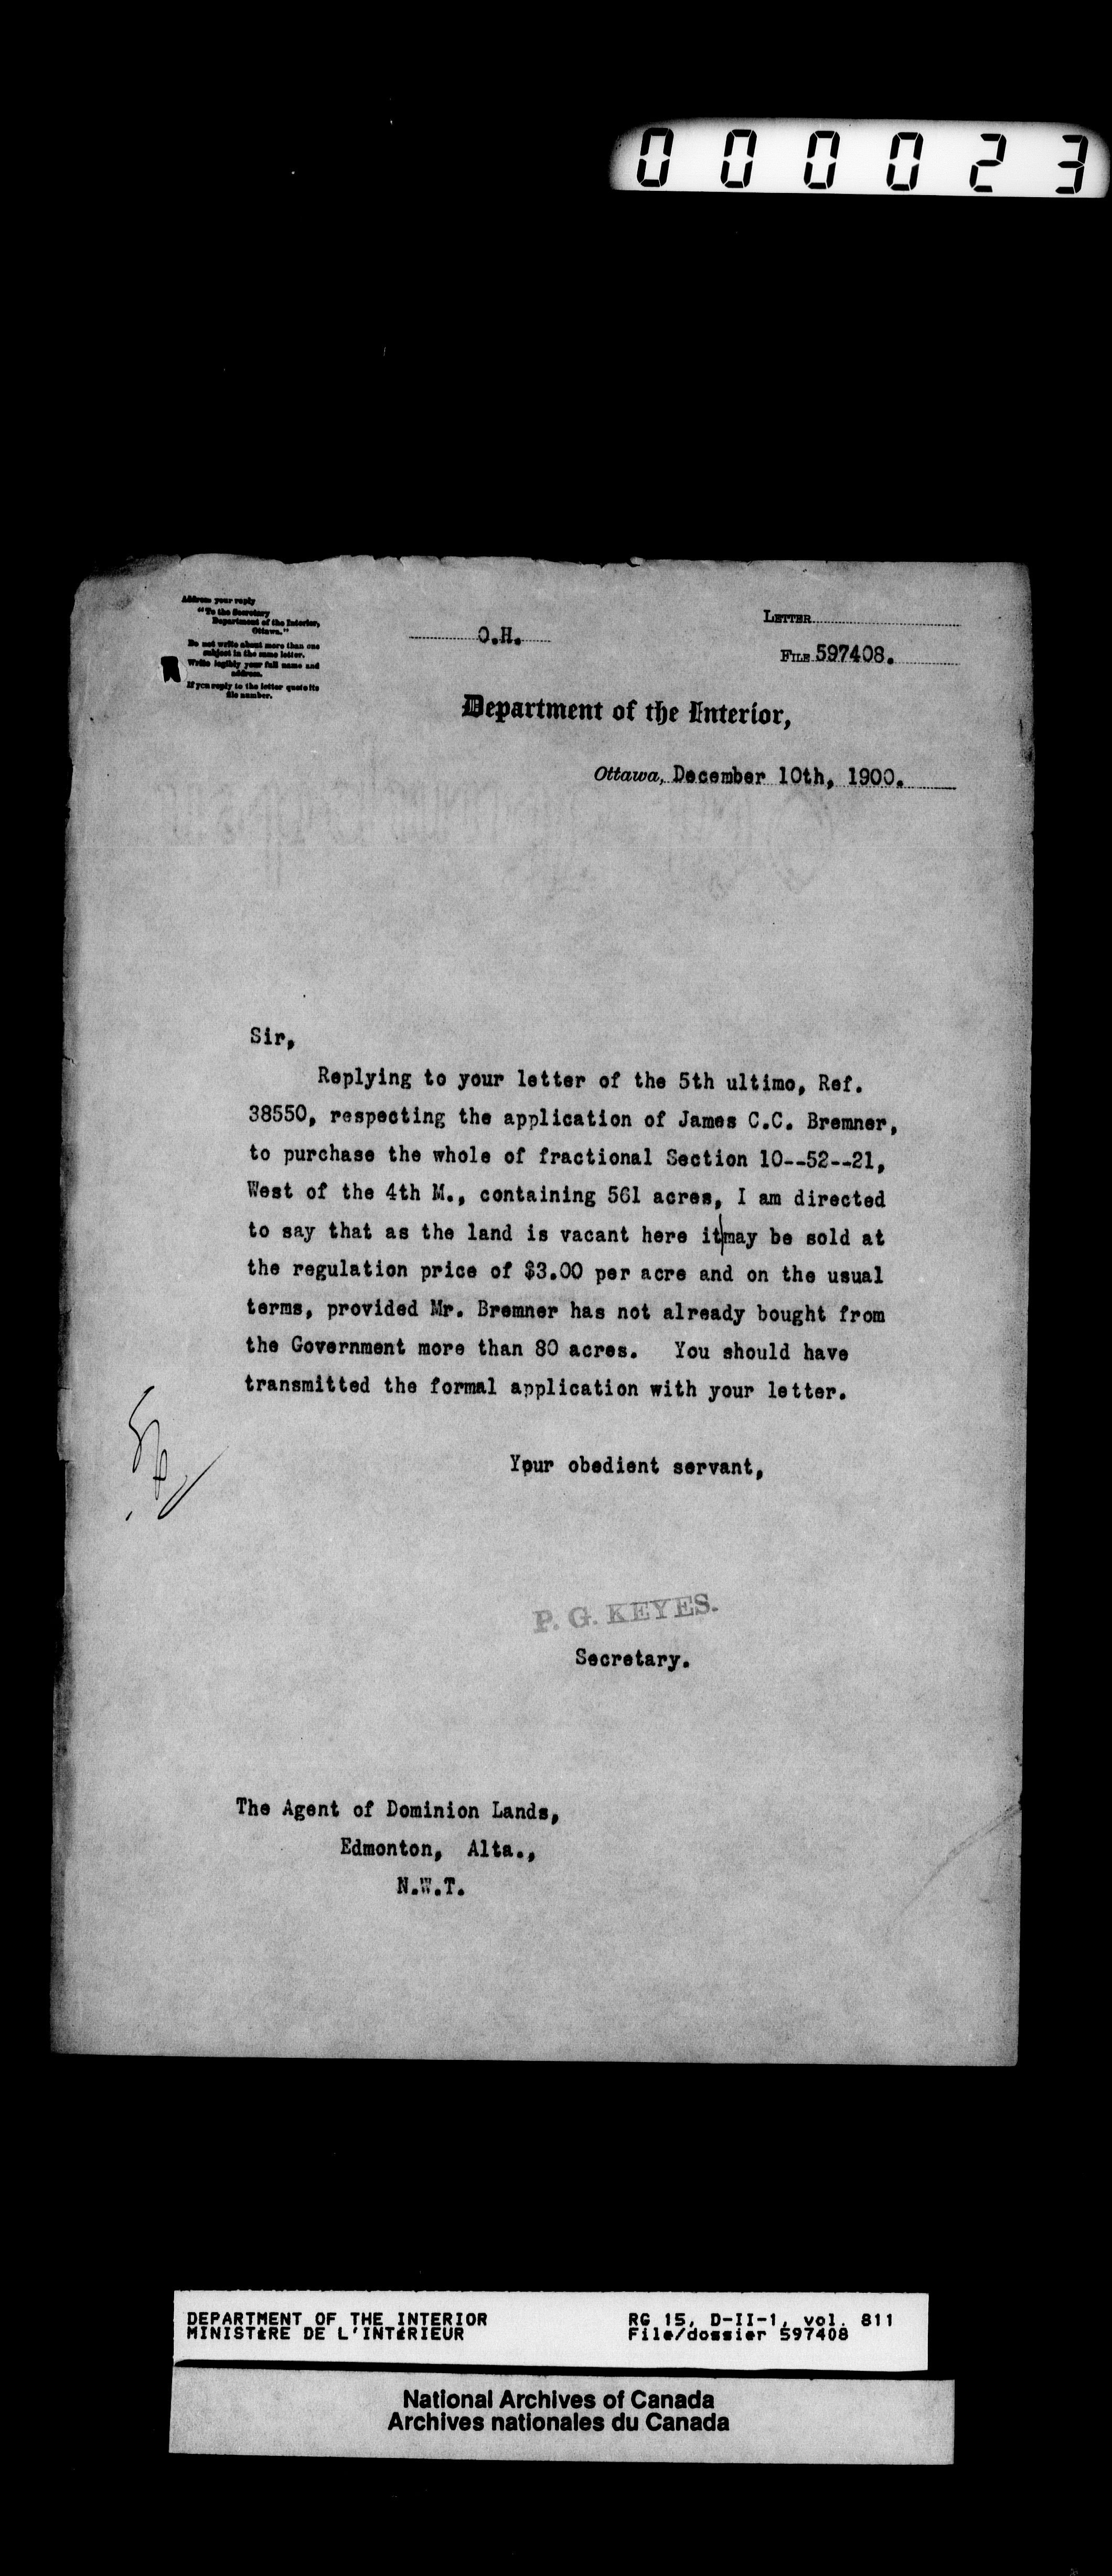 000023
Address your reply
"To the Secretary
Department of the Interior,
Ottawa."
Do not write about more than one
subject in the same letter.
Write legibly your full name and
address.
If you reply to the letter quote its
file number.
O.H.
LETTER
FILE 597408.
Department of the Interior,
Ottawa, December 10th, 1900.
Sir,
Replying to your letter of the 5th ultimo, Ref.
38550, respecting the application of James C.C. Bremner,
to purchase the whole of fractional Section 10--52--21,
West of the 4th M., containing 561 acres, I am directed
to say that as the land is vacant here it|may be sold at
the regulation price of $3.00 per acre and on the usual
terms, provided Mr. Bremner has not already bought from
the Government more than 80 acres. You should have
transmitted the formal application with your letter.
Your obedient servant,
P. G. KEYES.
Secretary.
The Agent of Dominion Lands,
Edmonton, Alta.,
N.W.T.
DEPARTMENT OF THE INTERIOR RG 15, D-II-1, vol. 811
MINISTÈRE DE L'INTÉRIEUR File/dossier 597408
National Archives of Canada
Archives nationales du Canada